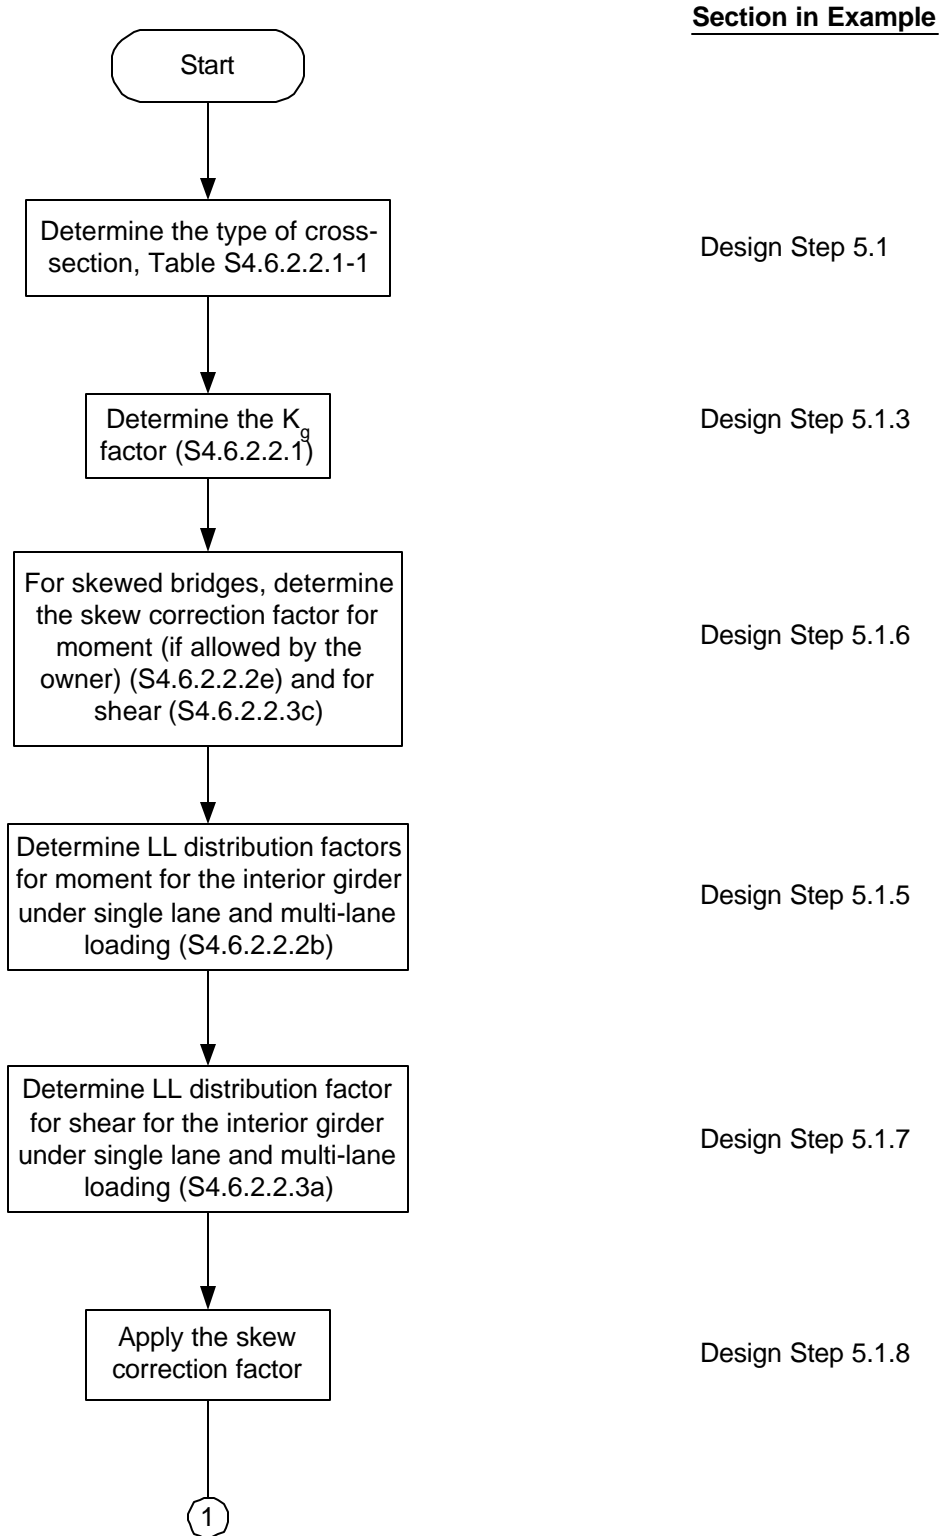 Section in Example
Start
Determine the type of cross-
section, Table S4.6.2.2.1-1
Design Step 5.1
Determine the Kg
factor (S4.6.2.2.1)
Design Step 5.1.3
For skewed bridges, determine
the skew correction factor for
moment (if allowed by the
owner) (S4.6.2.2.2e) and for
shear (S4.6.2.2.3c)
Design Step 5.1.6
Determine LL distribution factors
for moment for the interior girder
under single lane and multi-lane
loading (S4.6.2.2.2b)
Design Step 5.1.5
Determine LL distribution factor
for shear for the interior girder
under single lane and multi-lane
loading (S4.6.2.2.3a)
Design Step 5.1.7
Apply the skew
correction factor
Design Step 5.1.8
1